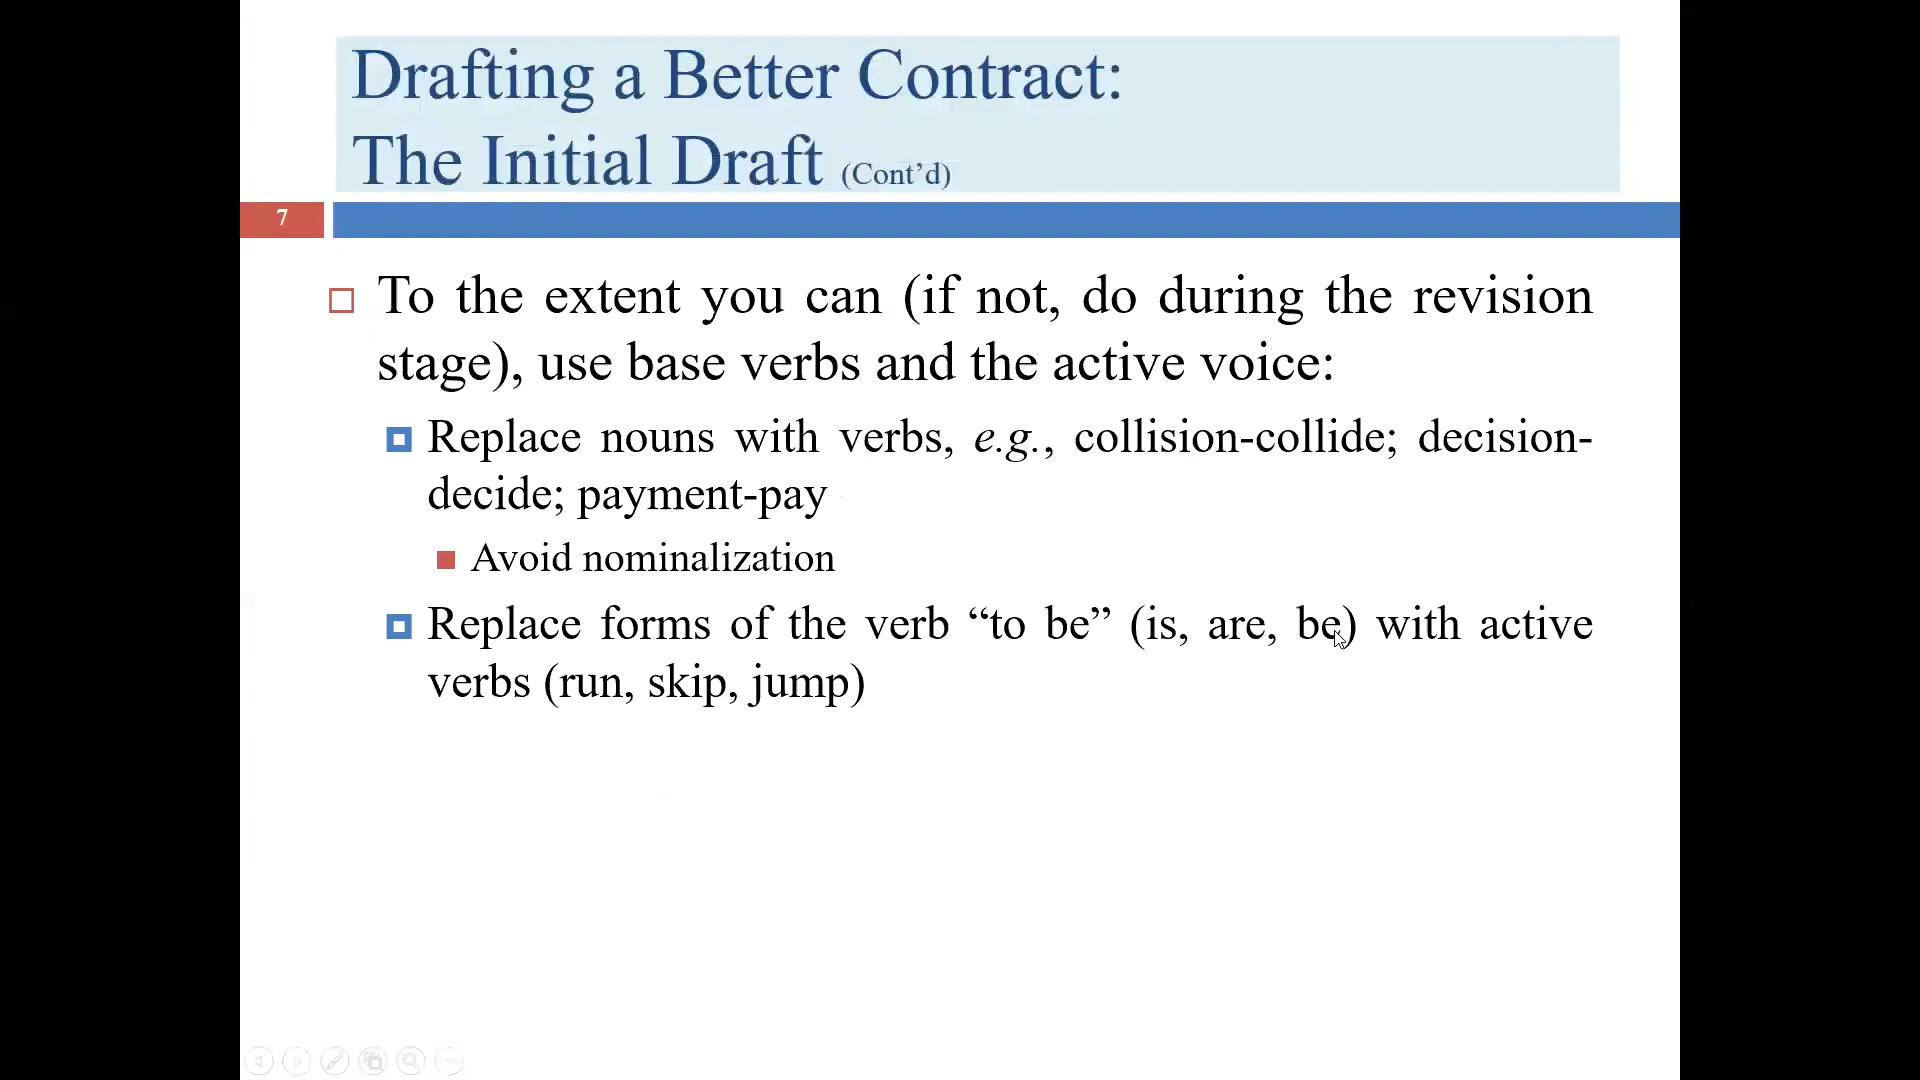 Drafting a Better Contract:
The Initial Draft (Cont’d)
7
To the extent you can (if not, do during the revision
stage), use base verbs and the active voice:
Replace nouns with verbs, e.g., collision-collide; decision-
decide; payment-pay
Avoid nominalization
Replace forms of the verb “to be” (is, are, be) with active
verbs (run, skip, jump)